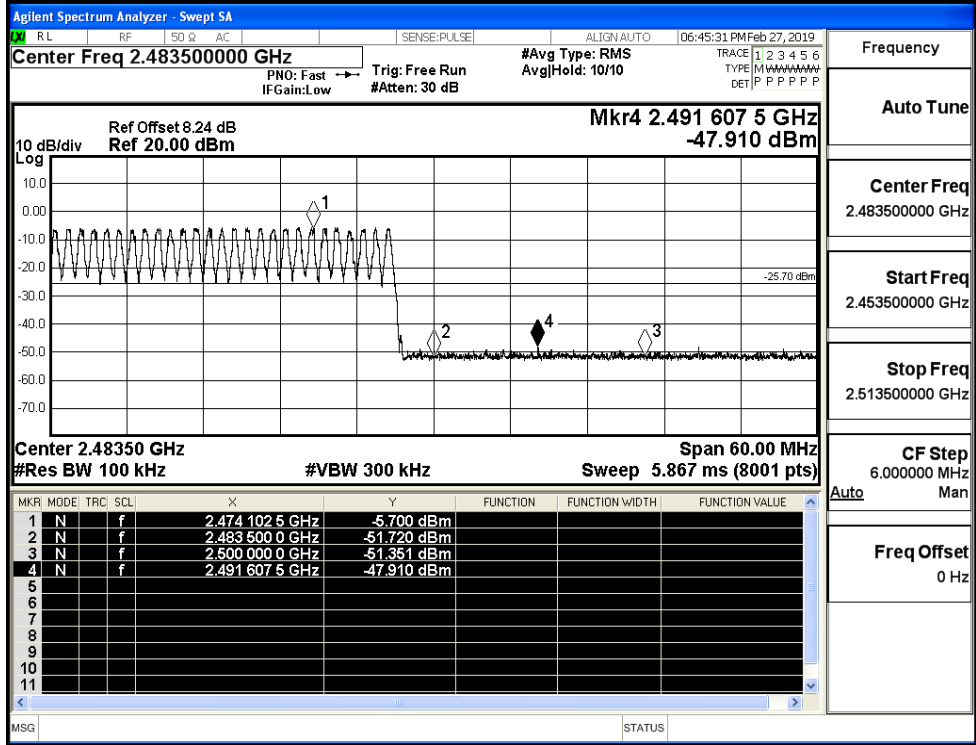 Agilent Spectrum Analyzer - Swept SA
LXI RL RF 50 Ω AC SENSE:PULSE ALIGNAUTO 06:45:31 PM Feb 27, 2019
Center Freq 2.483500000 GHz
PNO: Fast
IFGain:Low
Trig: Free Run
#Atten: 30 dB
#Avg Type: RMS
Avg|Hold: 10/10
TRACE 1 2 3 4 5 6
TYPE M WWWWW
DET P P P P P P
Ref Offset 8.24 dB
10 dB/div Ref 20.00 dBm
Log
Mkr4 2.491 607 5 GHz
-47.910 dBm
10.0
0.00
-10.0
-20.0
-30.0
-40.0
-50.0
-60.0
-70.0
1
2
4
3
-25.70 dBm
Center 2.48350 GHz Span 60.00 MHz
#Res BW 100 kHz #VBW 300 kHz Sweep 5.867 ms (8001 pts)
MKR MODE TRC SCL X Y FUNCTION FUNCTION WIDTH FUNCTION VALUE
1 N f 2.474 102 5 GHz -5.700 dBm
2 N f 2.483 500 0 GHz -51.720 dBm
3 N f 2.500 000 0 GHz -51.351 dBm
4 N f 2.491 607 5 GHz -47.910 dBm
5
6
7
8
9
10
11
MSG STATUS
Frequency
Auto Tune
Center Freq
2.483500000 GHz
Start Freq
2.453500000 GHz
Stop Freq
2.513500000 GHz
CF Step
6.000000 MHz
Auto Man
Freq Offset
0 Hz